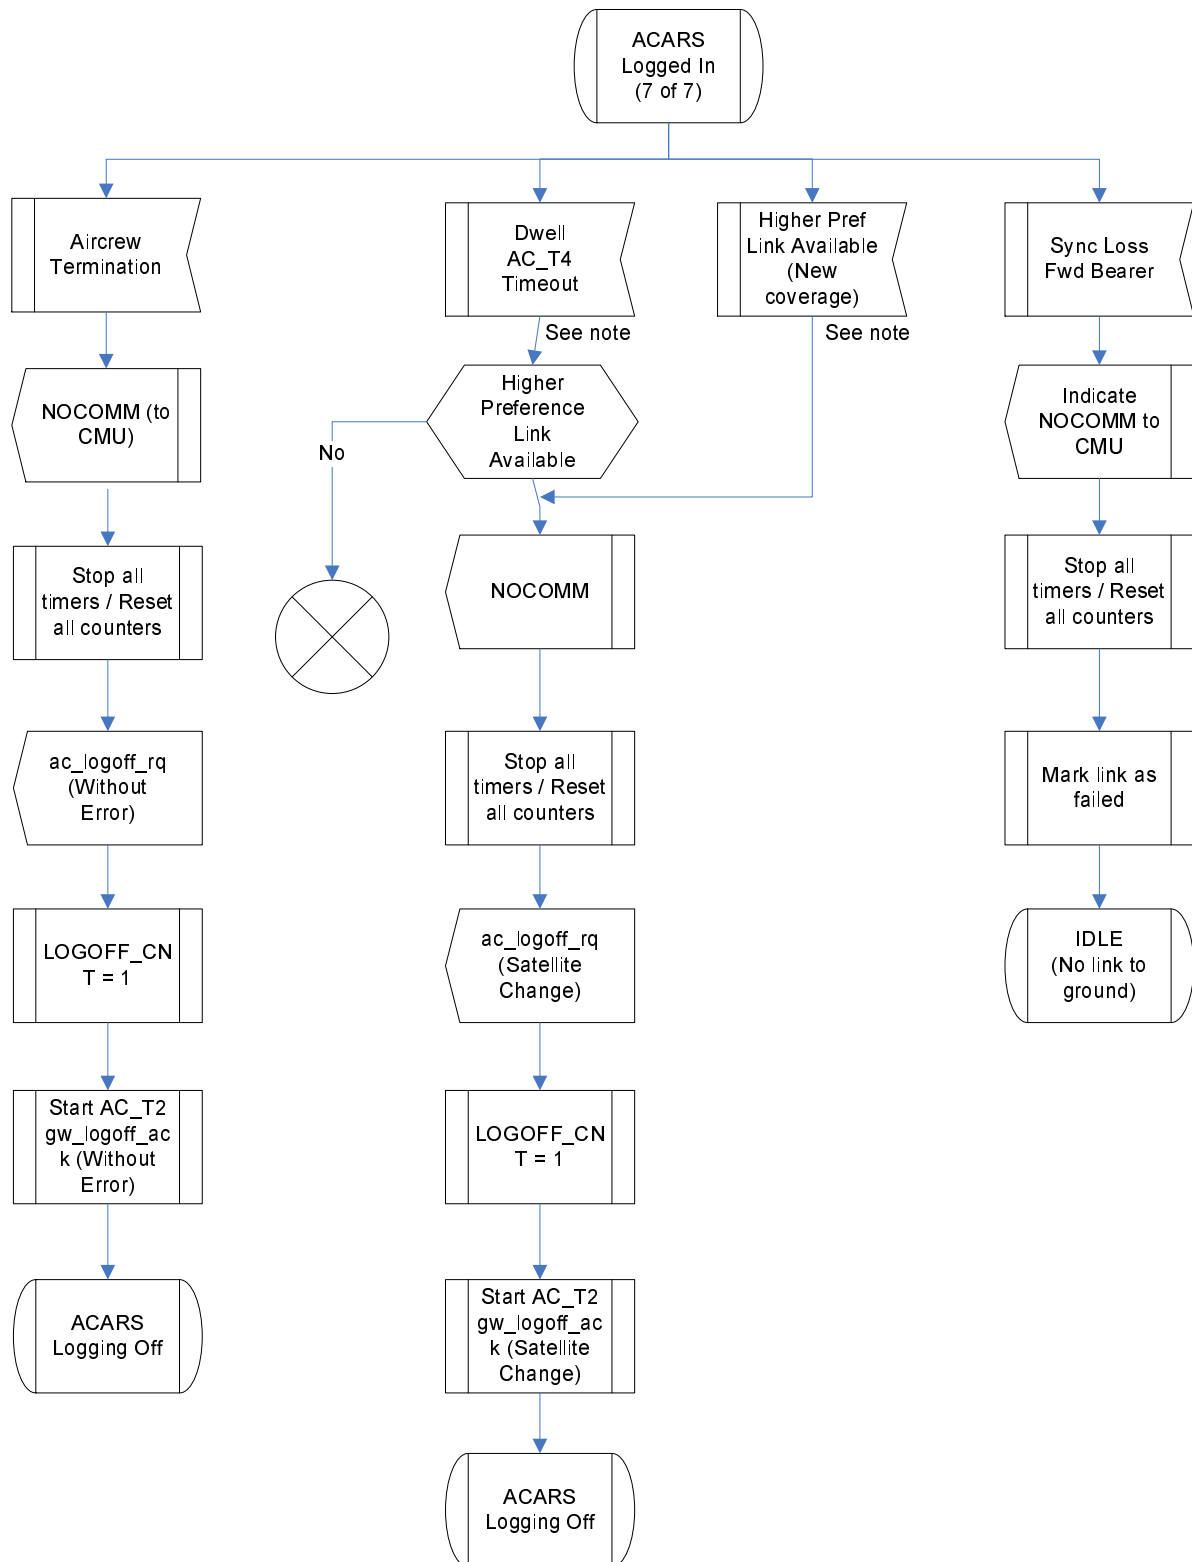 ACARS
Logged In
(7 of 7)
Aircrew
Termination
Dwell
AC_T4
Timeout
Higher Pref
Link Available
(New
coverage)
Sync Loss
Fwd Bearer
See note
See note
NOCOMM (to
CMU)
Higher
Preference
Link
Available
No
Indicate
NOCOMM to
CMU
Stop all
timers / Reset
all counters
NOCOMM
Stop all
timers / Reset
all counters
ac_logoff_rq
(Without
Error)
Stop all
timers / Reset
all counters
Mark link as
failed
LOGOFF_CN
T = 1
ac_logoff_rq
(Satellite
Change)
IDLE
(No link to
ground)
Start AC_T2
gw_logoff_ac
k (Without
Error)
LOGOFF_CN
T = 1
ACARS
Logging Off
Start AC_T2
gw_logoff_ac
k (Satellite
Change)
ACARS
Logging Off